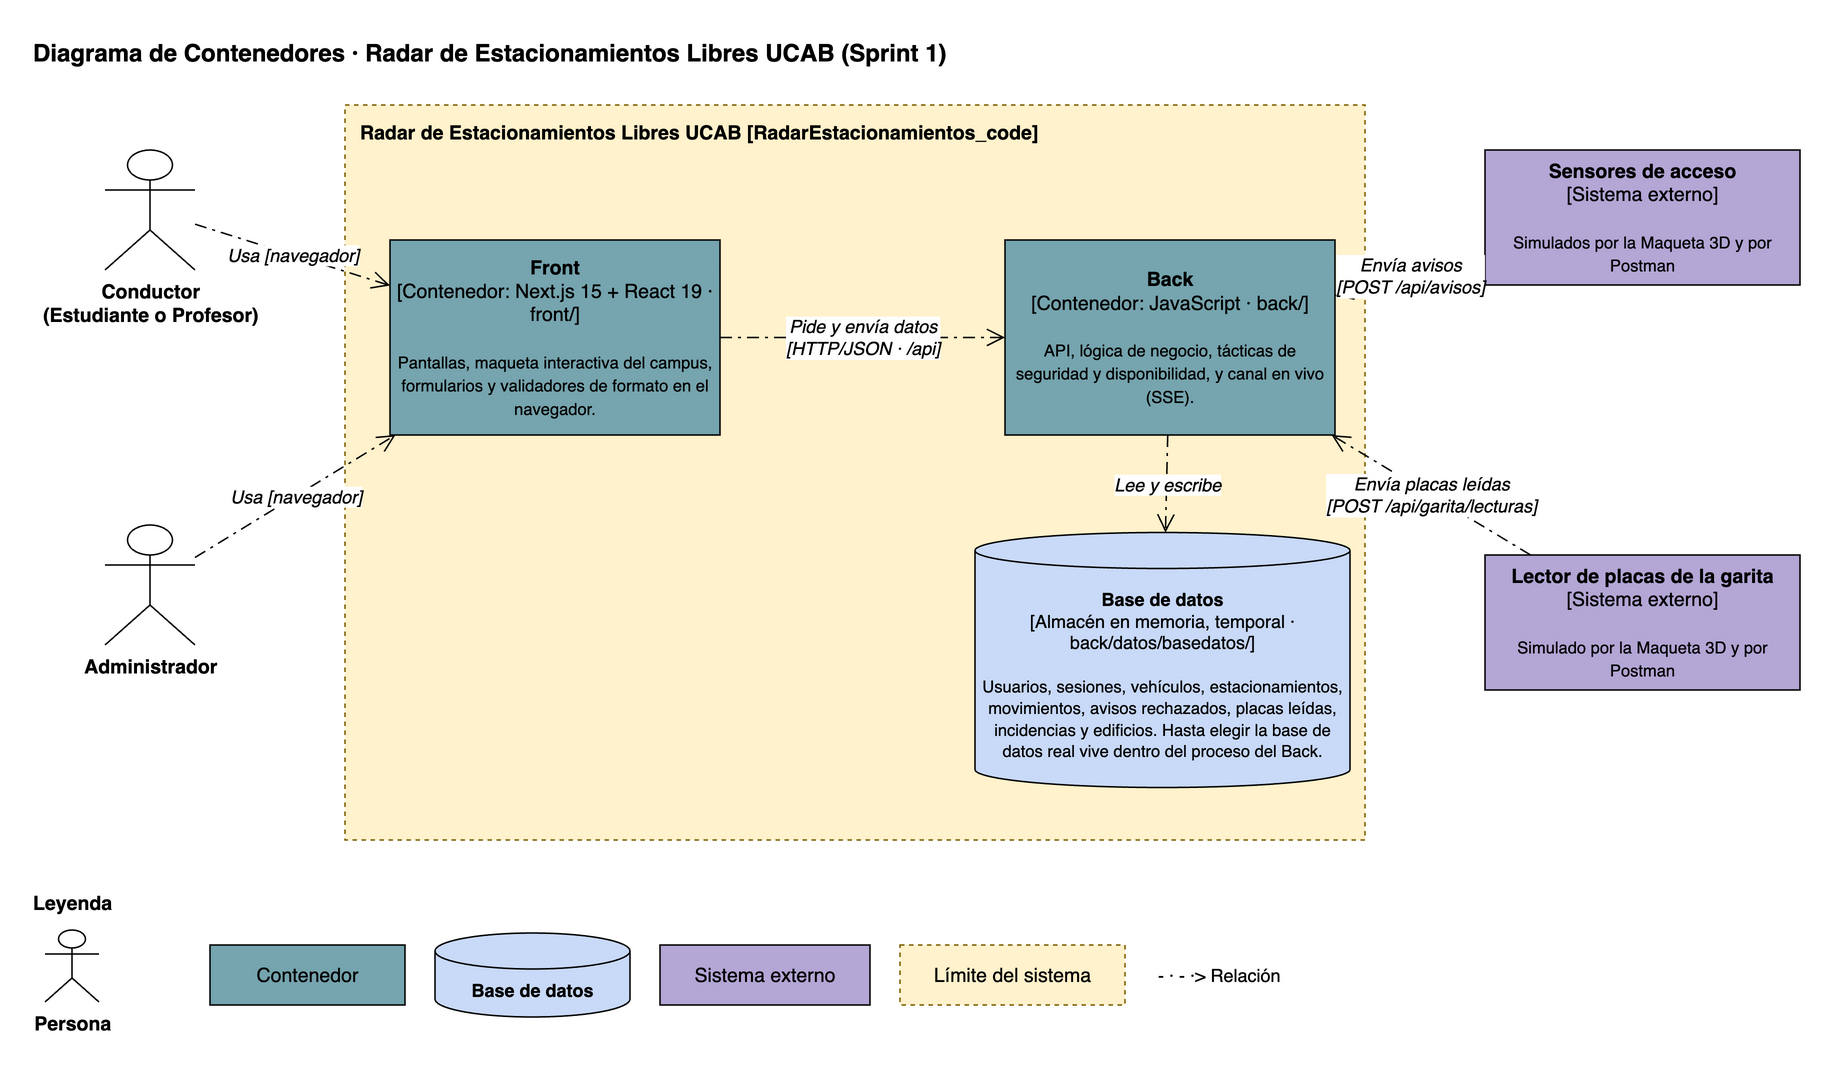 Diagrama de Contenedores · Radar de Estacionamientos Libres UCAB (Sprint 1)
Radar de Estacionamientos Libres UCAB [RadarEstacionamientos_code]
Conductor
(Estudiante o Profesor)
Usa [navegador]
Front
[Contenedor: Next.js 15 + React 19 ·
front/]
Pantallas, maqueta interactiva del campus,
formularios y validadores de formato en el
navegador.
Pide y envía datos
[HTTP/JSON · /api]
Back
[Contenedor: JavaScript · back/]
API, lógica de negocio, tácticas de
seguridad y disponibilidad, y canal en vivo
(SSE).
Envía avisos
[POST /api/avisos]
Sensores de acceso
[Sistema externo]
Simulados por la Maqueta 3D y por
Postman
Administrador
Usa [navegador]
Lee y escribe
Envía placas leídas
[POST /api/garita/lecturas]
Base de datos
[Almacén en memoria, temporal ·
back/datos/basedatos/]
Usuarios, sesiones, vehículos, estacionamientos,
movimientos, avisos rechazados, placas leídas,
incidencias y edificios. Hasta elegir la base de
datos real vive dentro del proceso del Back.
Lector de placas de la garita
[Sistema externo]
Simulado por la Maqueta 3D y por
Postman
Leyenda
Persona
Contenedor
Base de datos
Sistema externo
Límite del sistema
- · - ·> Relación